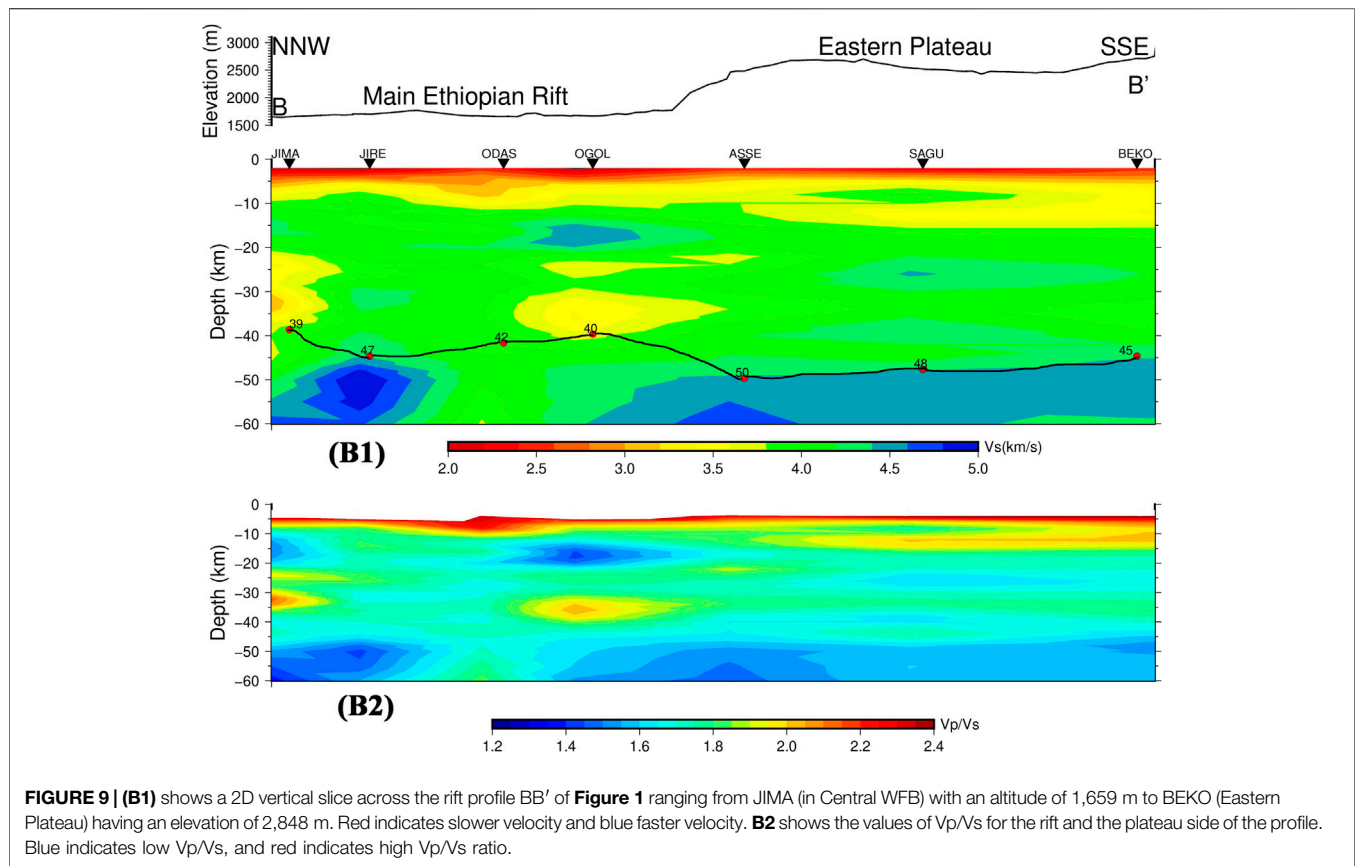 Elevation (m)
3000
2500
2000
1500
NNW
Eastern Plateau
SSE
B
Main Ethiopian Rift
B'
JIMA JIRE ODAS OGOL ASSE SAGU BEKO
Depth (km)
0
−10
−20
−30
−40
−50
−60
39 47 42 40 50 48 45
(B1)
Vs(km/s)
2.0 2.5 3.0 3.5 4.0 4.5 5.0
Depth (km)
0
−10
−20
−30
−40
−50
−60
(B2)
Vp/Vs
1.2 1.4 1.6 1.8 2.0 2.2 2.4
FIGURE 9 | (B1) shows a 2D vertical slice across the rift profile BB′ of Figure 1 ranging from JIMA (in Central WFB) with an altitude of 1,659 m to BEKO (Eastern
Plateau) having an elevation of 2,848 m. Red indicates slower velocity and blue faster velocity. B2 shows the values of Vp/Vs for the rift and the plateau side of the profile.
Blue indicates low Vp/Vs, and red indicates high Vp/Vs ratio.